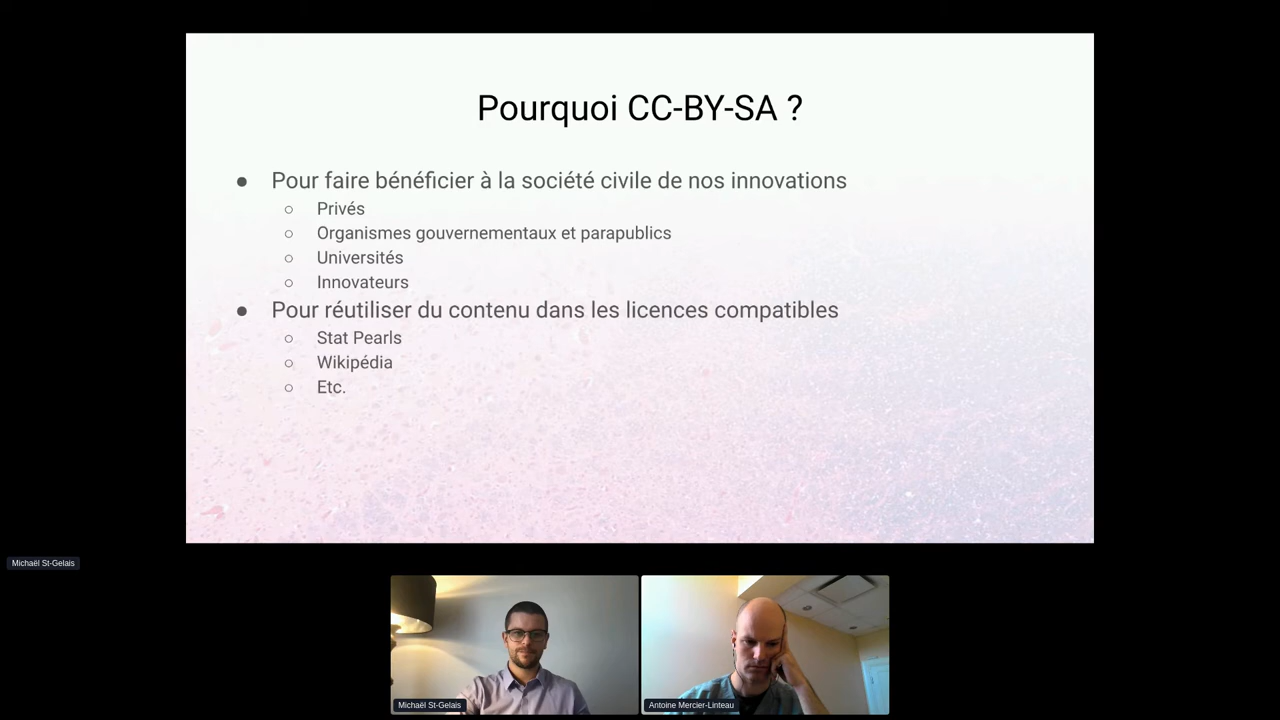 Pourquoi CC-BY-SA ?
● Pour faire bénéficier à la société civile de nos innovations
○ Privés
○ Organismes gouvernementaux et parapublics
○ Universités
○ Innovateurs
● Pour réutiliser du contenu dans les licences compatibles
○ Stat Pearls
○ Wikipédia
○ Etc.
Michaël St-Gelais
Michaël St-Gelais
Antoine Mercier-Linteau